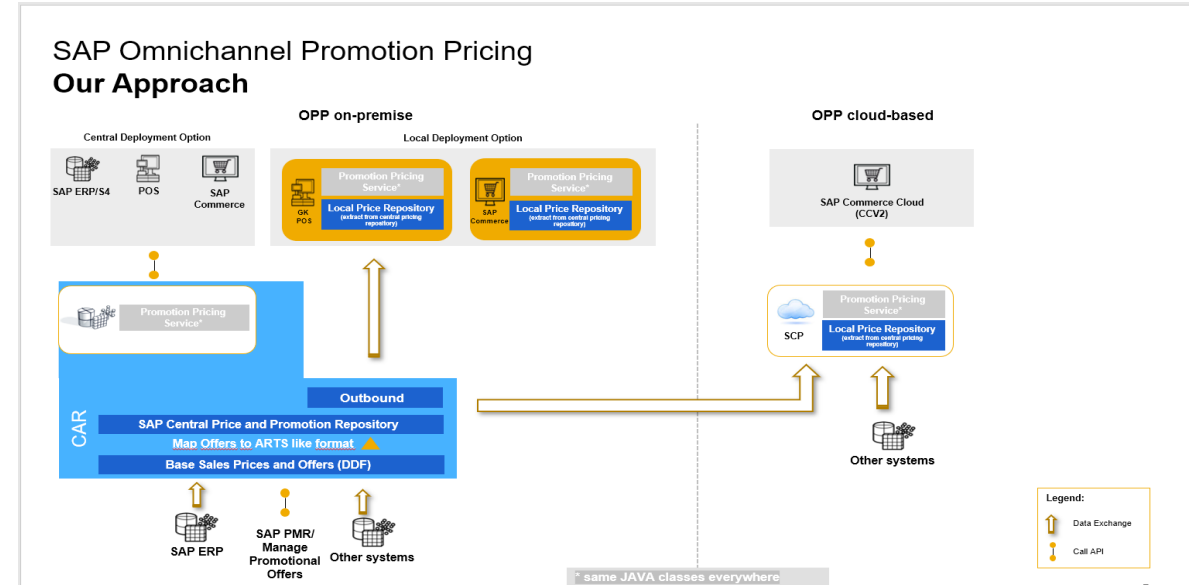 SAP Omnichannel Promotion Pricing
Our Approach
OPP on-premise
OPP cloud-based
Central Deployment Option
Local Deployment Option
SAP ERP/S4
POS
SAP
Commerce
GK
POS
Promotion Pricing
Service*
Local Price Repository
(extract from central pricing
repository)
SAP
Commerce
Promotion Pricing
Service*
Local Price Repository
(extract from central pricing
repository)
SAP Commerce Cloud
(CCV2)
Promotion Pricing
Service*
SCP
Promotion Pricing
Service*
Local Price Repository
(extract from central pricing
repository)
CAR
Outbound
SAP Central Price and Promotion Repository
Map Offers to ARTS like format
Base Sales Prices and Offers (DDF)
SAP ERP
SAP PMR/
Manage
Promotional
Offers
Other systems
Other systems
Legend:
Data Exchange
Call API
* same JAVA classes everywhere